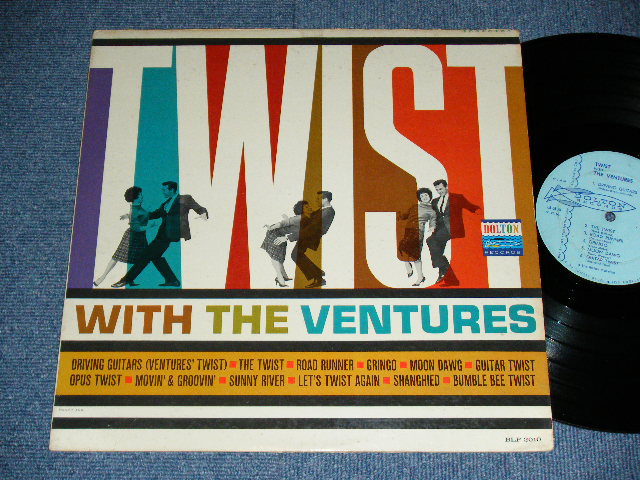 TWIST
DOLTON
RECORDS
WITH THE VENTURES
DRIVING GUITARS (VENTURES' TWIST) ▪ THE TWIST ▪ ROAD RUNNER ▪ GRINGO ▪ MOON DAWG ▪ GUITAR TWIST
OPUS TWIST ▪ MOVIN' & GROOVIN' ▪ SUNNY RIVER ▪ LET'S TWIST AGAIN ▪ SHANGHIED ▪ BUMBLE BEE TWIST
BLP 2010
TWIST
THE VENTURES
DOLTON